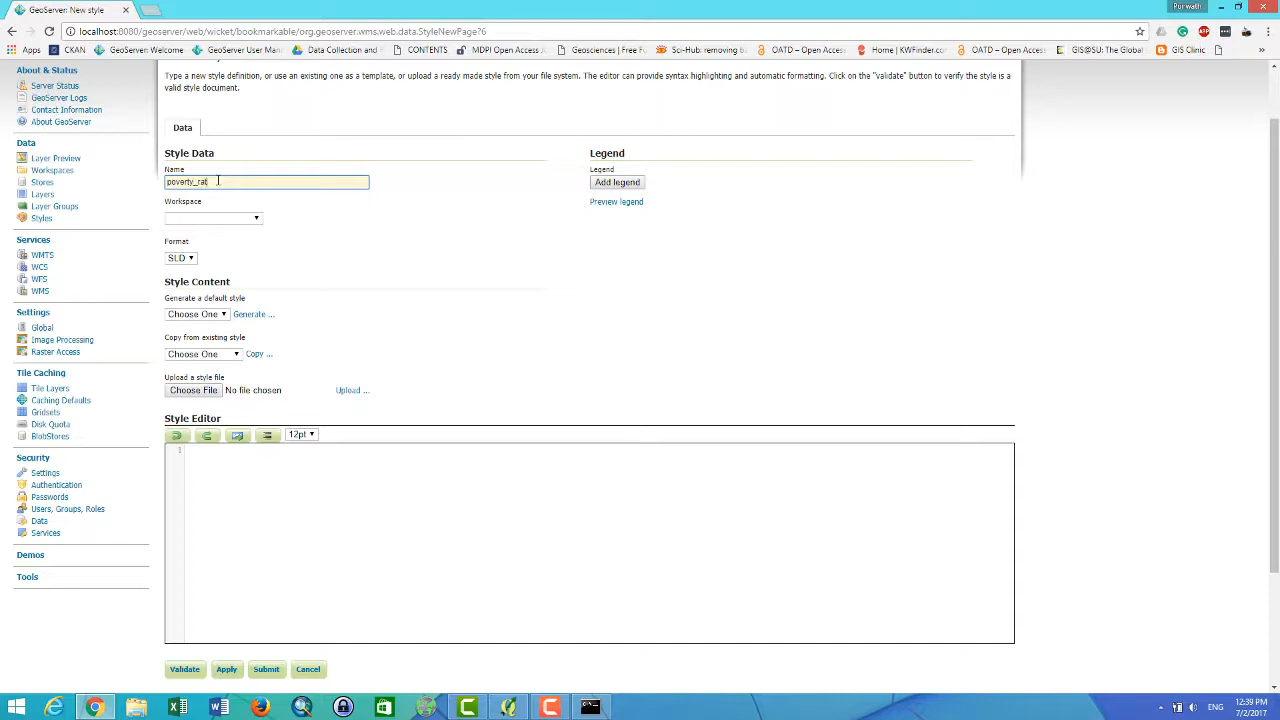 GeoServer: New style
Purwath
localhost:8080/geoserver/web/wicket/bookmarkable/org.geoserver.wms.web.data.StyleNewPage?6
Apps CKAN GeoServer Welcome GeoServer User Man Data Collection and E CONTENTS MDPI Open Access Jo Geosciences | Free Fu Sci-Hub removing OATD – Open Access Home | KWFinder.com OATD – Open Access GIS@SU: The Global GIS Clinic »
About & Status
Server Status
GeoServer Logs
Contact Information
About GeoServer
Data
Layer Preview
Workspaces
Stores
Layers
Layer Groups
Styles
Services
WMTS
WCS
WFS
WMS
Settings
Global
Image Processing
Raster Access
Tile Caching
Tile Layers
Caching Defaults
Gridsets
Disk Quota
BlobStores
Security
Settings
Authentication
Passwords
Users, Groups, Roles
Data
Services
Demos
Tools
Type a new style definition, or use an existing one as a template, or upload a ready made style from your file system. The editor can provide syntax highlighting and automatic formatting. Click on the "validate" button to verify the style is a
valid style document.
Data
Style Data
Name
poverty_rat
Workspace
Format
SLD
Style Content
Generate a default style
Choose One Generate ...
Copy from existing style
Choose One Copy ...
Upload a style file
Choose File No file chosen Upload ...
Legend
Legend
Add legend
Preview legend
Style Editor
12pt
1
Validate Apply Submit Cancel
ENG
12:39 PM
7/2/2017